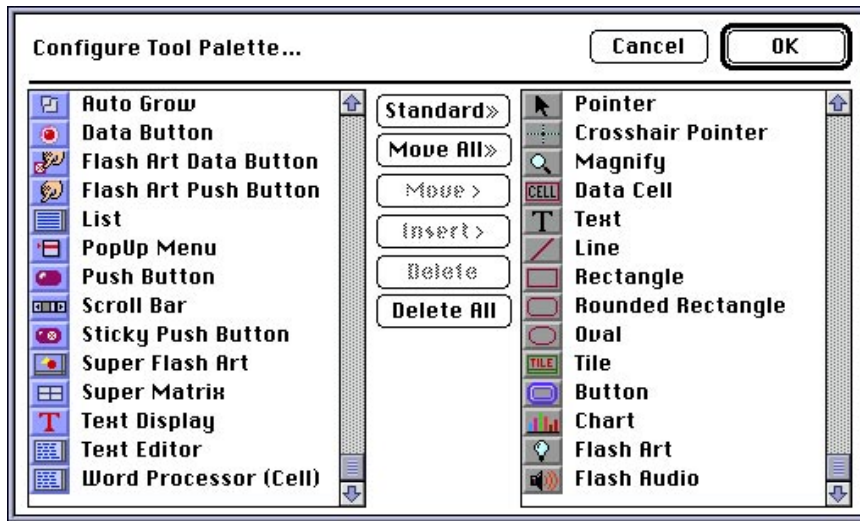 Configure Tool Palette...
Cancel
OK
Auto Grow
Data Button
Flash Art Data Button
Flash Art Push Button
List
PopUp Menu
Push Button
Scroll Bar
Sticky Push Button
Super Flash Art
Super Matrix
Text Display
Text Editor
Word Processor (Cell)
Standard»
Move All»
Move >
Insert >
Delete
Delete All
Pointer
Crosshair Pointer
Magnify
CELL Data Cell
Text
Line
Rectangle
Rounded Rectangle
Oval
TILE Tile
Button
Chart
Flash Art
Flash Audio